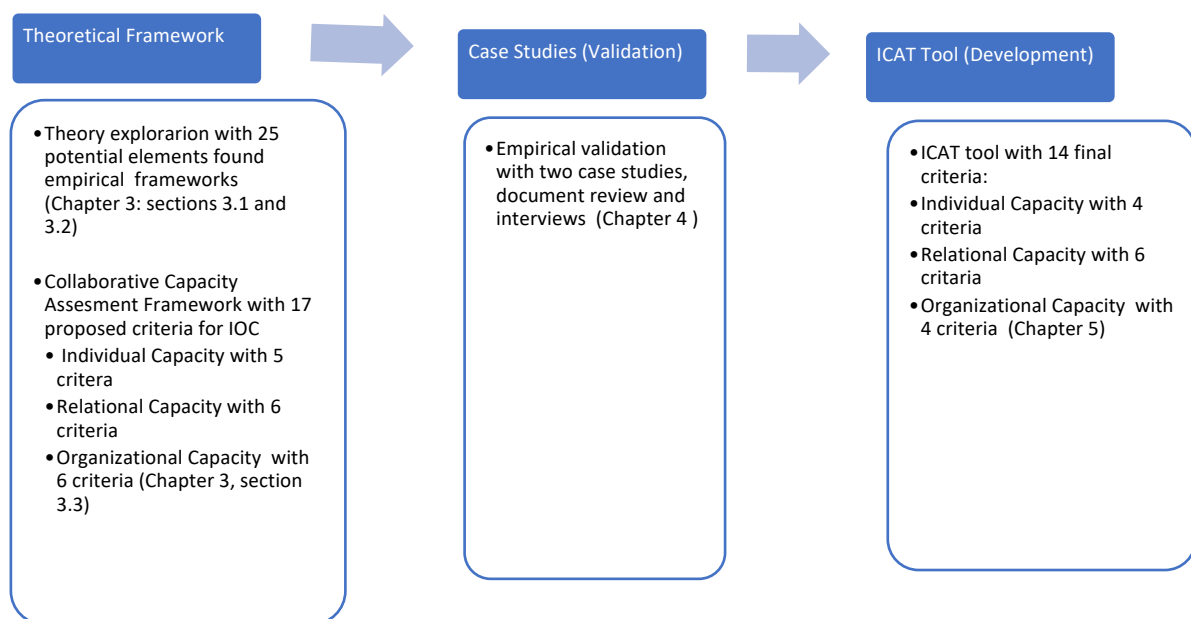 Theoretical Framework
•Theory explorarion with 25
potential elements found
empirical frameworks
(Chapter 3: sections 3.1 and
3.2)
•Collaborative Capacity
Assesment Framework with 17
proposed criteria for IOC
• Individual Capacity with 5
critera
•Relational Capacity with 6
criteria
•Organizational Capacity with
6 criteria (Chapter 3, section
3.3)
Case Studies (Validation)
•Empirical validation
with two case studies,
document review and
interviews (Chapter 4 )
ICAT Tool (Development)
•ICAT tool with 14 final
criteria:
•Individual Capacity with 4
criteria
•Relational Capacity with 6
critaria
•Organizational Capacity with
4 criteria (Chapter 5)